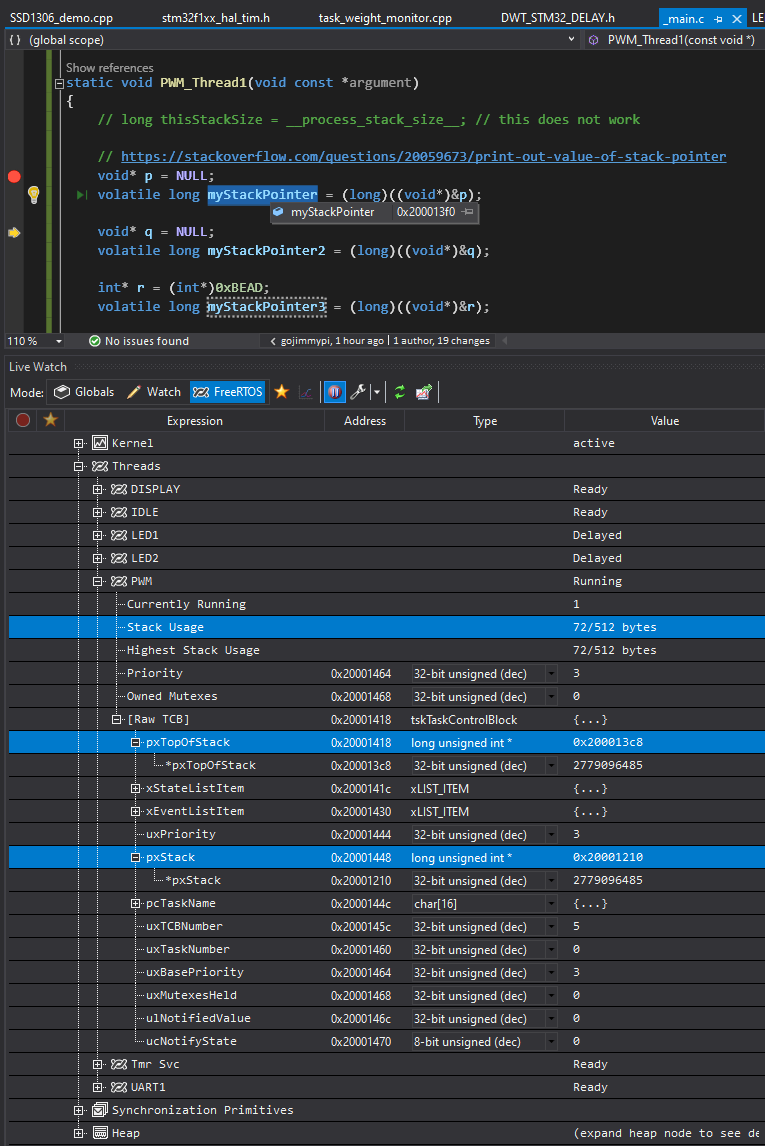 SSD1306_demo.cpp stm32f1xx_hal_tim.h task_weight_monitor.cpp DWT_STM32_DELAY.h _main.c LE
{} (global scope) PWM_Thread1(const void *)
Show references
static void PWM_Thread1(void const *argument)
{
// long thisStackSize = __process_stack_size__; // this does not work
// https://stackoverflow.com/questions/20059673/print-out-value-of-stack-pointer
void* p = NULL;
volatile long myStackPointer = (long)((void*)&p);
myStackPointer 0x200013f0
void* q = NULL;
volatile long myStackPointer2 = (long)((void*)&q);
int* r = (int*)0xBEAD;
volatile long myStackPointer3 = (long)((void*)&r);
110 % No issues found gojimmypi, 1 hour ago | 1 author, 19 changes
Live Watch
Mode: Globals Watch FreeRTOS
Expression Address Type Value
Kernel active
Threads
DISPLAY Ready
IDLE Ready
LED1 Delayed
LED2 Delayed
PWM Running
Currently Running 1
Stack Usage 72/512 bytes
Highest Stack Usage 72/512 bytes
Priority 0x20001464 32-bit unsigned (dec) 3
Owned Mutexes 0x20001468 32-bit unsigned (dec) 0
[Raw TCB] 0x20001418 tskTaskControlBlock {...}
pxTopOfStack 0x20001418 long unsigned int * 0x200013c8
*pxTopOfStack 0x200013c8 32-bit unsigned (dec) 2779096485
xStateListItem 0x2000141c xLIST_ITEM {...}
xEventListItem 0x20001430 xLIST_ITEM {...}
uxPriority 0x20001444 32-bit unsigned (dec) 3
pxStack 0x20001448 long unsigned int * 0x20001210
*pxStack 0x20001210 32-bit unsigned (dec) 2779096485
pcTaskName 0x2000144c char[16] {...}
uxTCBNumber 0x2000145c 32-bit unsigned (dec) 5
uxTaskNumber 0x20001460 32-bit unsigned (dec) 0
uxBasePriority 0x20001464 32-bit unsigned (dec) 3
uxMutexesHeld 0x20001468 32-bit unsigned (dec) 0
ulNotifiedValue 0x2000146c 32-bit unsigned (dec) 0
ucNotifyState 0x20001470 8-bit unsigned (dec) 0
Tmr Svc Ready
UART1 Ready
Synchronization Primitives
Heap (expand heap node to see de